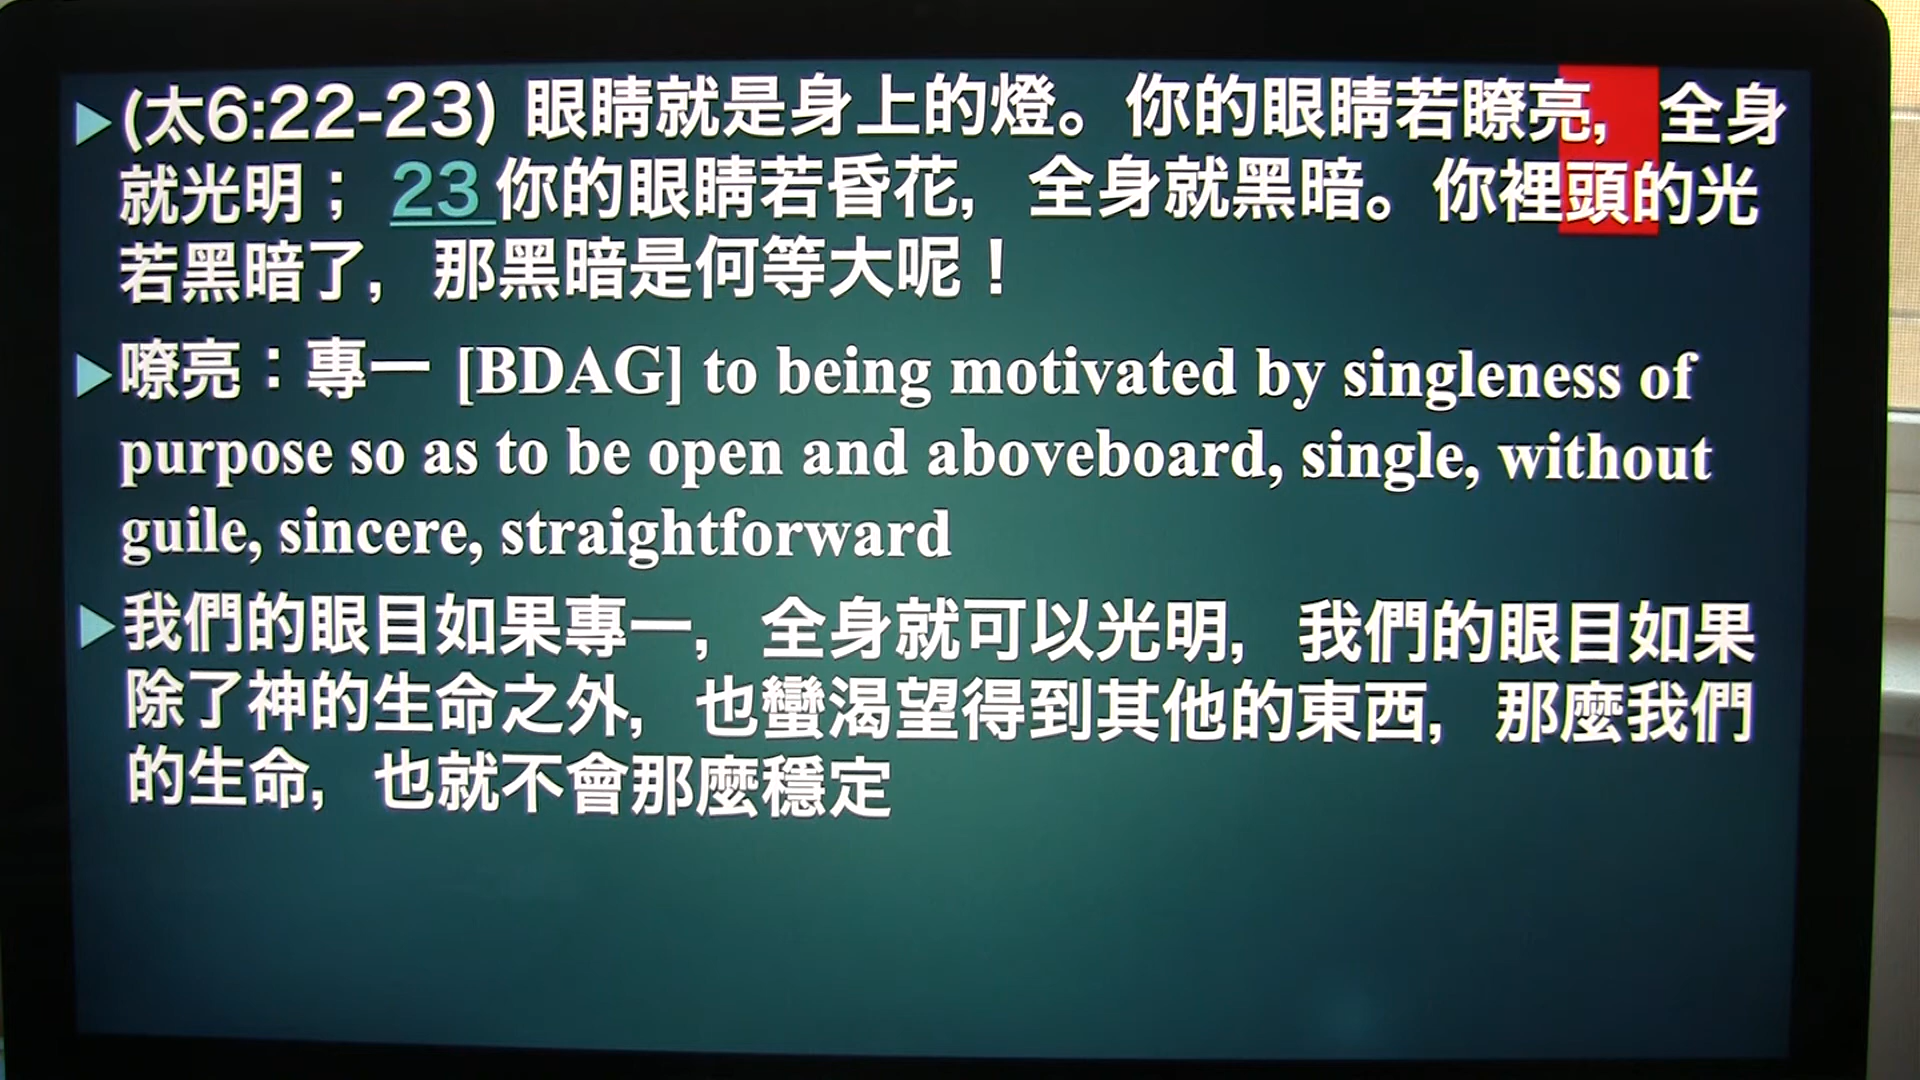 (太6:22-23) 眼睛就是身上的燈。你的眼睛若瞭亮, 全身
就光明； 23 你的眼睛若昏花, 全身就黑暗。你裡頭的光
若黑暗了, 那黑暗是何等大呢！
嘹亮：專一 [BDAG] to being motivated by singleness of
purpose so as to be open and aboveboard, single, without
guile, sincere, straightforward
我們的眼目如果專一, 全身就可以光明, 我們的眼目如果
除了神的生命之外, 也蠻渴望得到其他的東西, 那麼我們
的生命, 也就不會那麼穩定